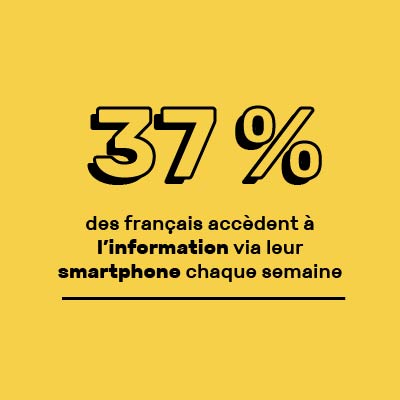 37 %
des français accèdent à
l'information via leur
smartphone chaque semaine